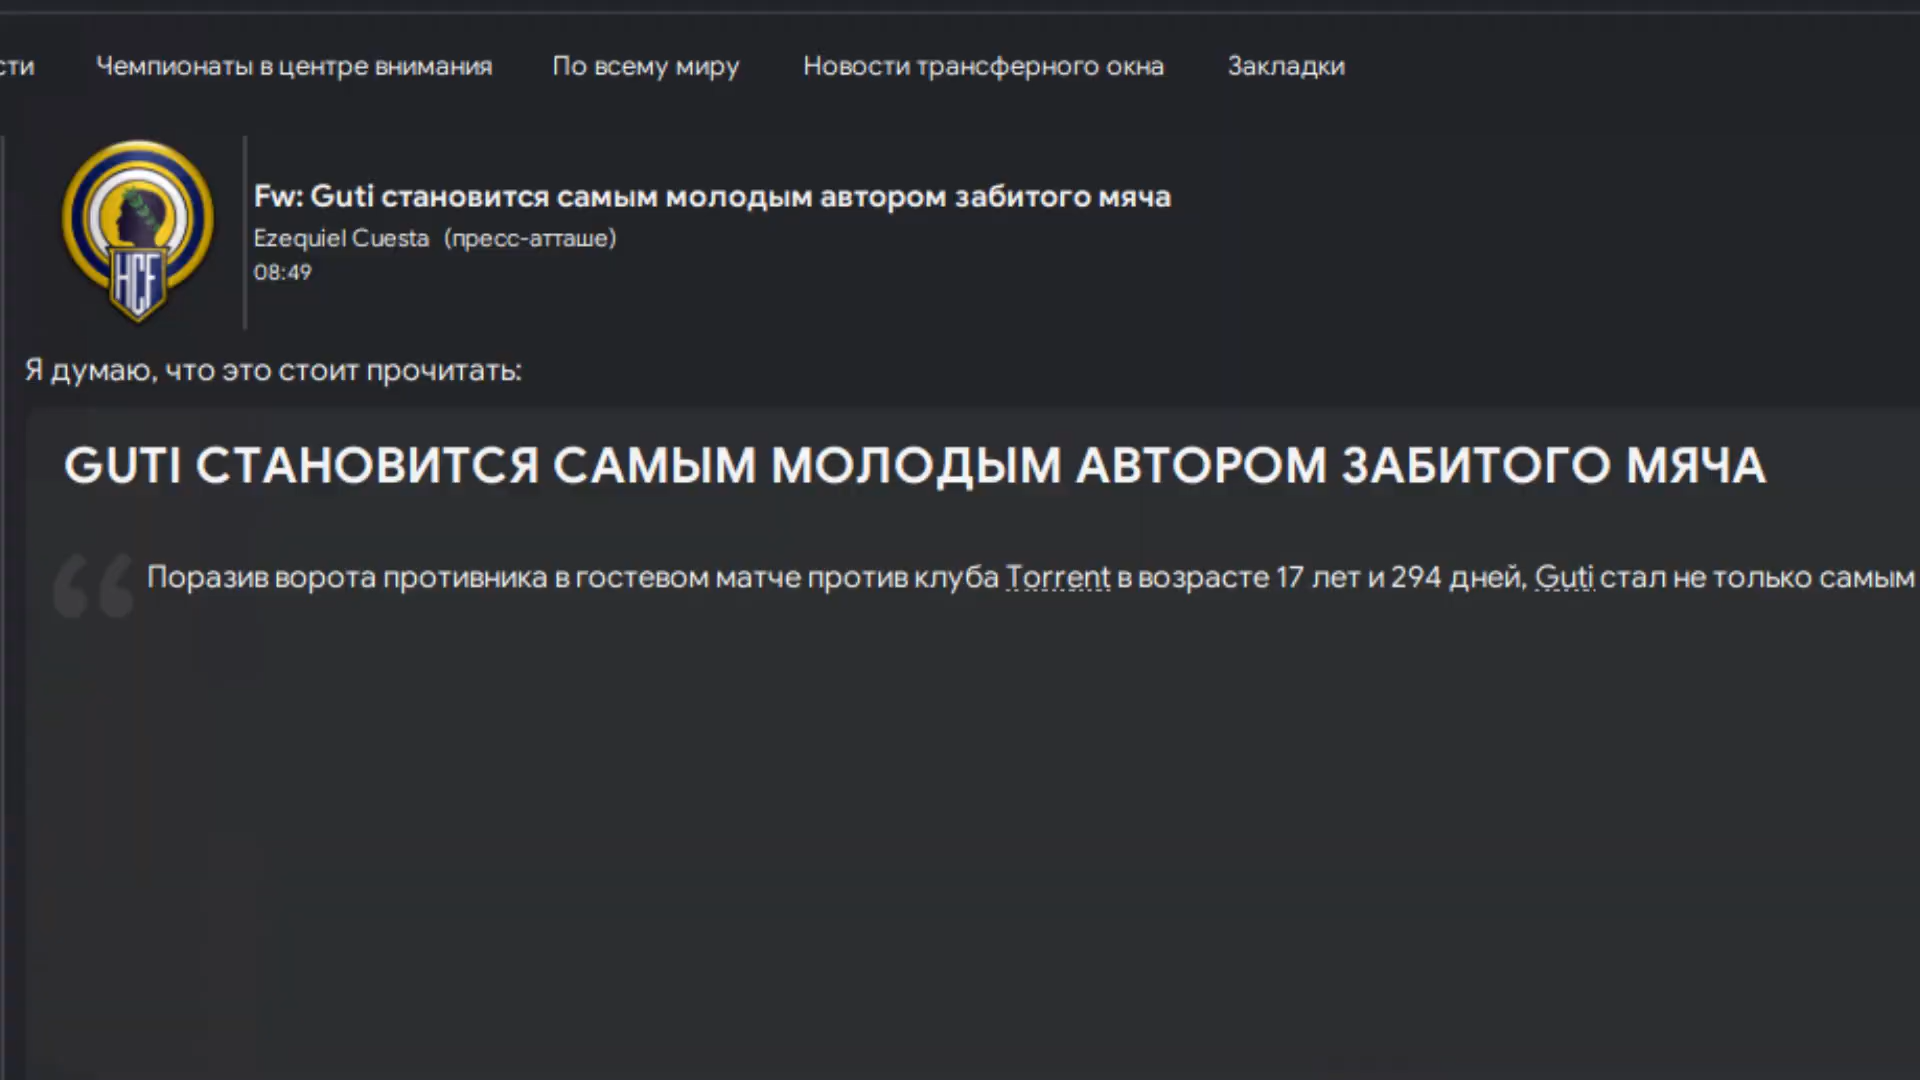 сти Чемпионаты в центре внимания По всему миру Новости трансферного окна Закладки
HCF
Fw: Guti становится самым молодым автором забитого мяча
Ezequiel Cuesta (пресс-атташе)
08:49
Я думаю, что это стоит прочитать:
GUTI СТАНОВИТСЯ САМЫМ МОЛОДЫМ АВТОРОМ ЗАБИТОГО МЯЧА
Поразив ворота противника в гостевом матче против клуба Torrent в возрасте 17 лет и 294 дней, Guti стал не только самым